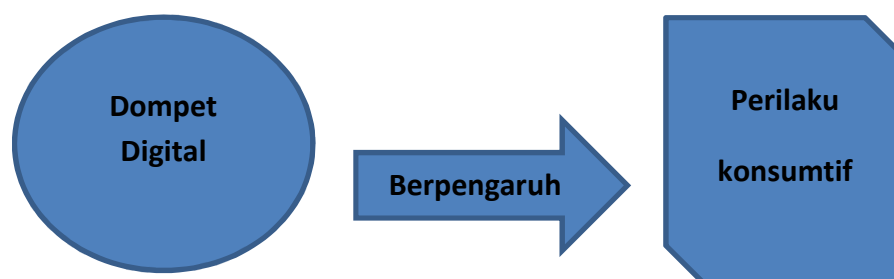 Dompet
Digital
Berpengaruh
Perilaku
konsumtif